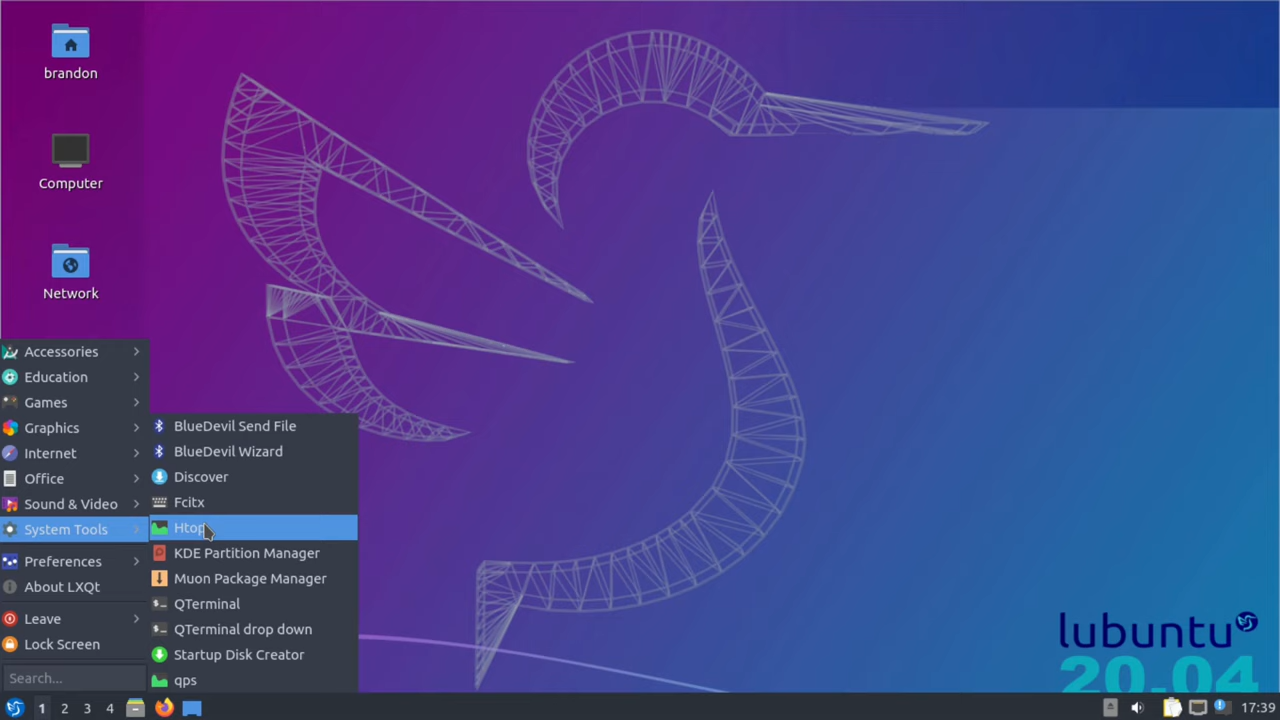 brandon
Computer
Network
Accessories
Education
Games
Graphics
Internet
Office
Sound & Video
System Tools
Preferences
About LXQt
Leave
Lock Screen
Search...
BlueDevil Send File
BlueDevil Wizard
Discover
Fcitx
Htop
KDE Partition Manager
Muon Package Manager
QTerminal
QTerminal drop down
Startup Disk Creator
qps
lubuntu
20.04
1 2 3 4
17:39